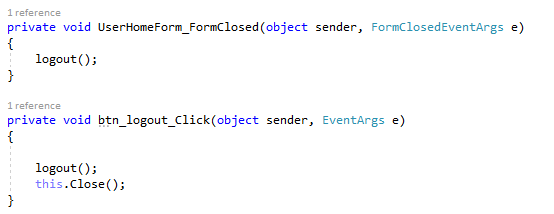 1 reference
private void UserHomeForm_FormClosed(object sender, FormClosedEventArgs e)
{
logout();
}
1 reference
private void btn_logout_Click(object sender, EventArgs e)
{
logout();
this.Close();
}